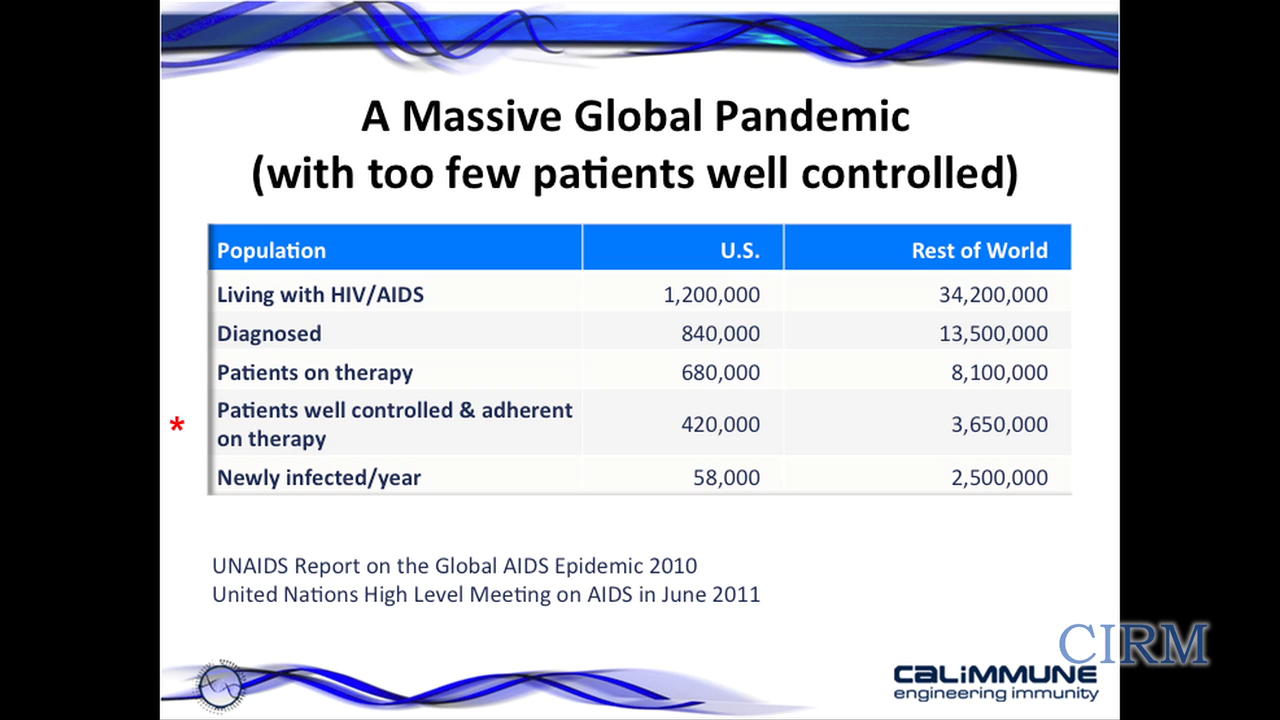 A Massive Global Pandemic
(with too few patients well controlled)
Population U.S. Rest of World
Living with HIV/AIDS 1,200,000 34,200,000
Diagnosed 840,000 13,500,000
Patients on therapy 680,000 8,100,000
Patients well controlled & adherent
* on therapy 420,000 3,650,000
Newly infected/year 58,000 2,500,000
UNAIDS Report on the Global AIDS Epidemic 2010
United Nations High Level Meeting on AIDS in June 2011
CIRM
CALIMMUNE
engineering immunity